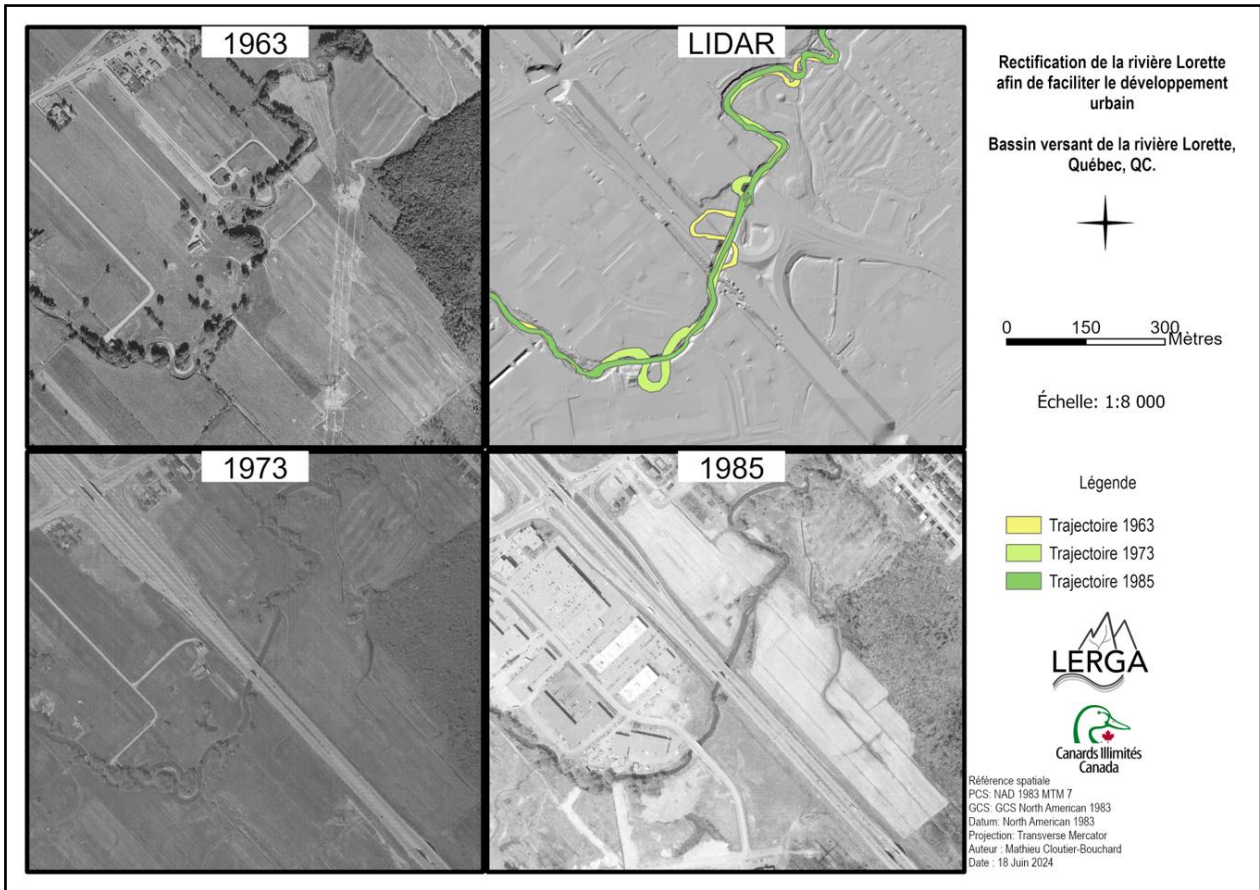 1963
LIDAR
1973
1985
Rectification de la rivière Lorette
afin de faciliter le développement
urbain
Bassin versant de la rivière Lorette,
Québec, QC.
0 150 300 Mètres
Échelle: 1:8 000
Légende
Trajectoire 1963
Trajectoire 1973
Trajectoire 1985
LERGA
Canards Illimités
Canada
Référence spatiale
PCS: NAD 1983 MTM 7
GCS: GCS North American 1983
Datum: North American 1983
Projection: Transverse Mercator
Auteur : Mathieu Cloutier-Bouchard
Date : 18 Juin 2024